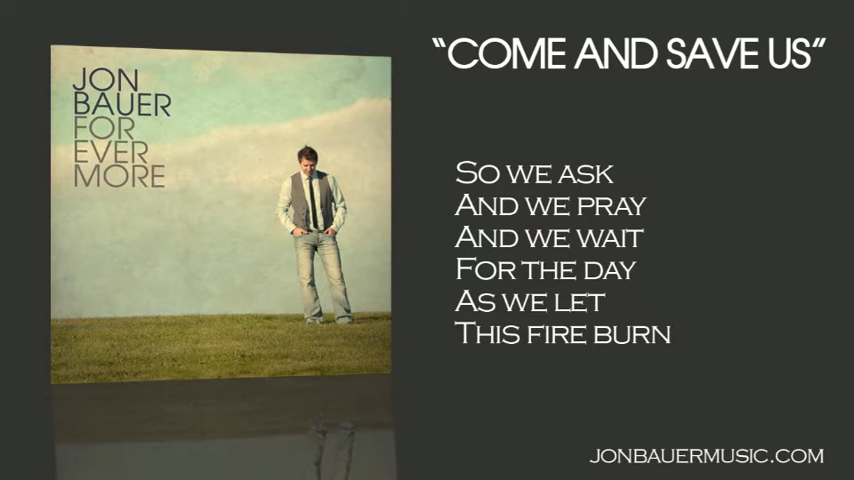 JON
BAUER
FOR
EVER
MORE
“COME AND SAVE US”
SO WE ASK
AND WE PRAY
AND WE WAIT
FOR THE DAY
AS WE LET
THIS FIRE BURN
JONBAUERMUSIC.COM